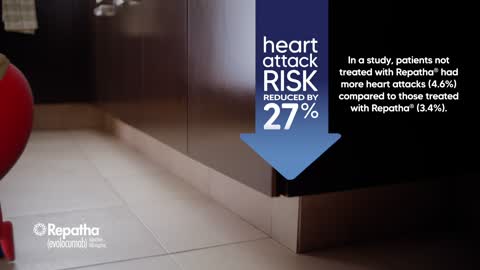 heart
attack
RISK
REDUCED BY
27%
In a study, patients not
treated with Repatha® had
more heart attacks (4.6%)
compared to those treated
with Repatha® (3.4%).
Repatha®
(evolocumab)